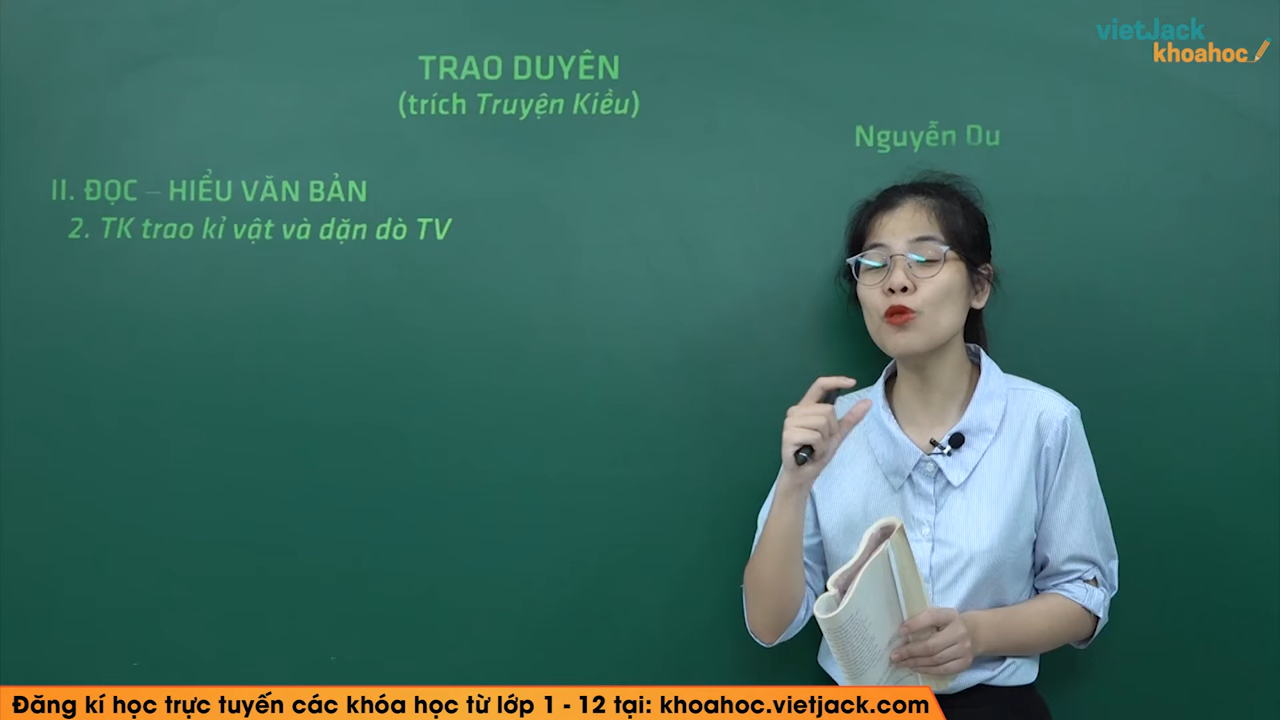 vietJack
khoahoc
TRAO DUYÊN
(trích Truyện Kiều)
Nguyễn Du
II. ĐỌC – HIỂU VĂN BẢN
2. TK trao kỉ vật và dặn dò TV
Đăng kí học trực tuyến các khóa học từ lớp 1 - 12 tại: khoahoc.vietjack.com